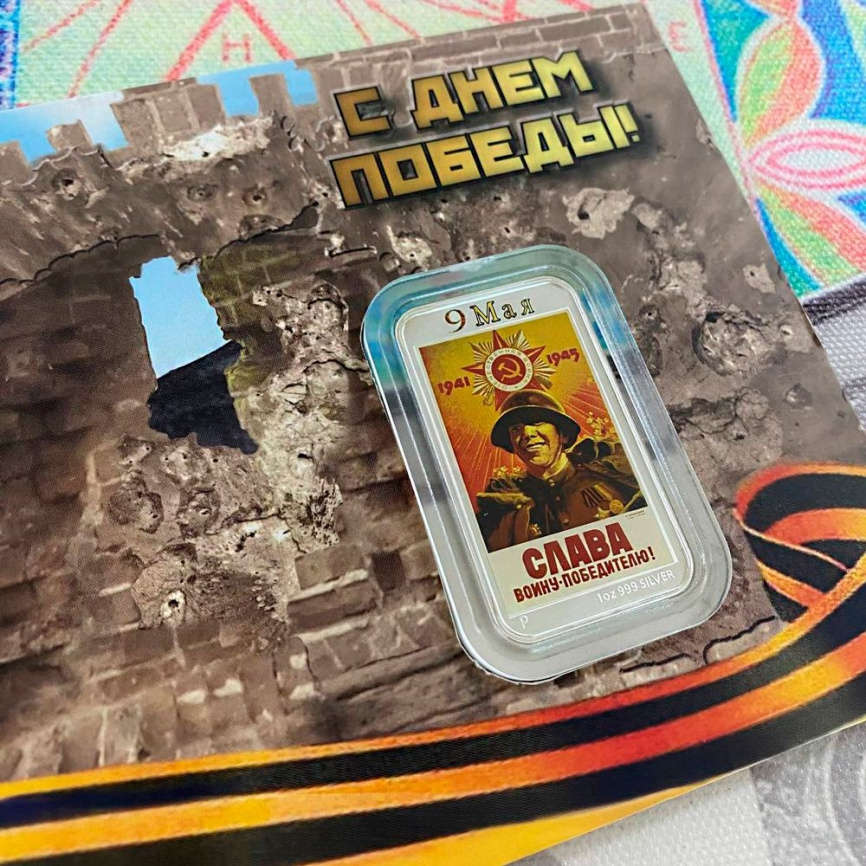 Н
Е
С ДНЕМ
ПОБЕДЫ!
9 Мая
1941 1945
СЛАВА
ВОИНУ-ПОБЕДИТЕЛЮ!
1oz 999 SILVER
P